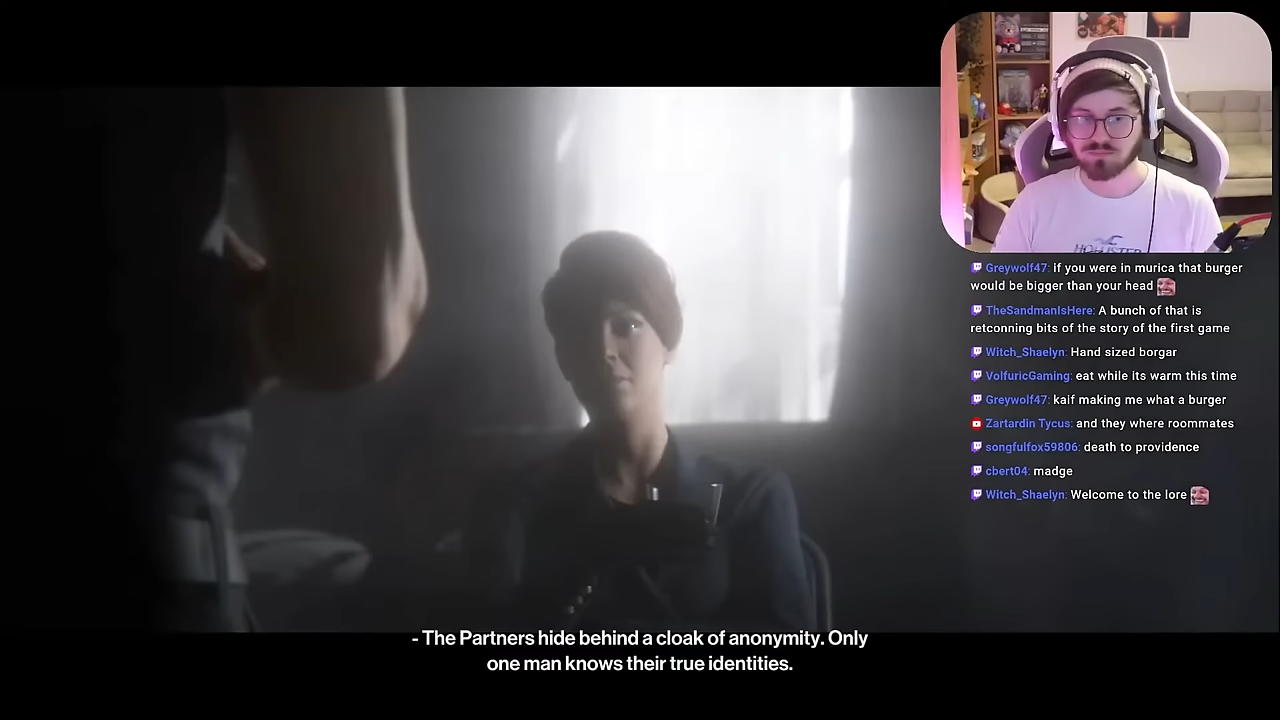 HOLLISTER
Greywolf47: if you were in murica that burger
would be bigger than your head
TheSandmanIsHere: A bunch of that is
retconning bits of the story of the first game
Witch_Shaelyn: Hand sized borgar
VolfuricGaming: eat while its warm this time
Greywolf47: kaif making me what a burger
Zartardin Tycus: and they where roommates
songfulfox59806: death to providence
cbert04: madge
Witch_Shaelyn: Welcome to the lore
- The Partners hide behind a cloak of anonymity. Only
one man knows their true identities.